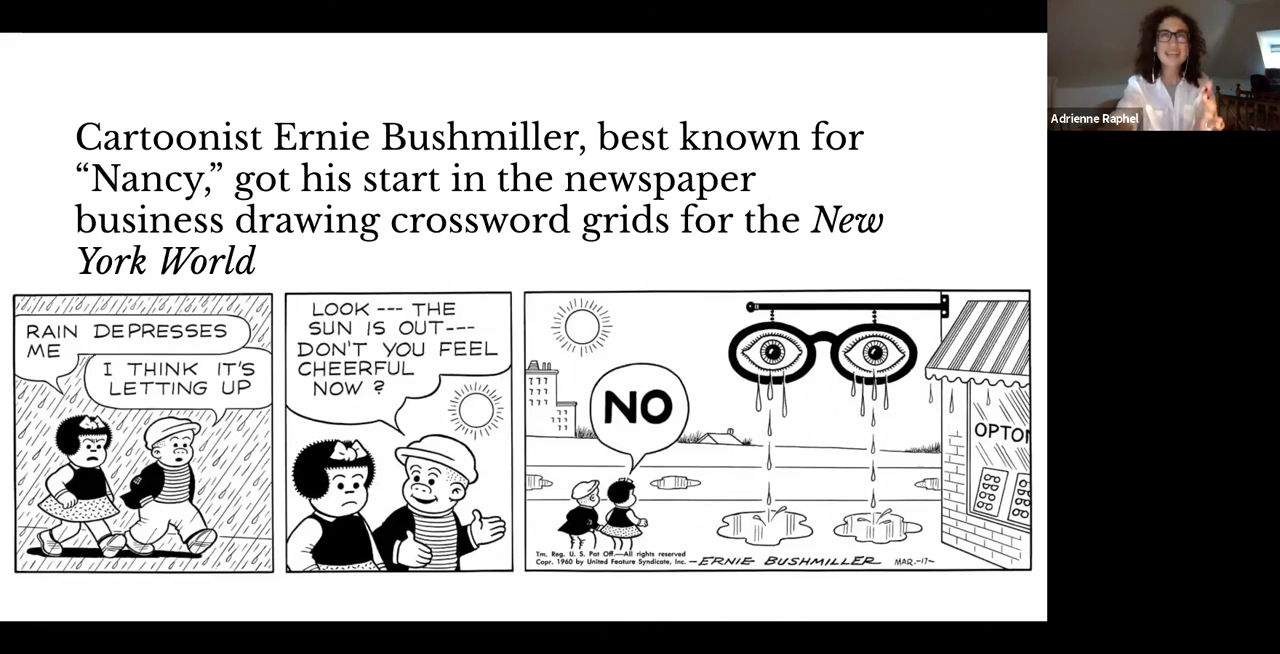 Cartoonist Ernie Bushmiller, best known for
“Nancy,” got his start in the newspaper
business drawing crossword grids for the New
York World
RAIN DEPRESSES
ME
I THINK IT'S
LETTING UP
LOOK --- THE
SUN IS OUT---
DON'T YOU FEEL
CHEERFUL
NOW ?
NO
OPTO
Tm. Reg. U. S. Pat Off.—All rights reserved
Copr. 1960 by United Feature Syndicate, Inc.
—ERNIE BUSHMILLER MAR.-17-
Adrienne Raphel